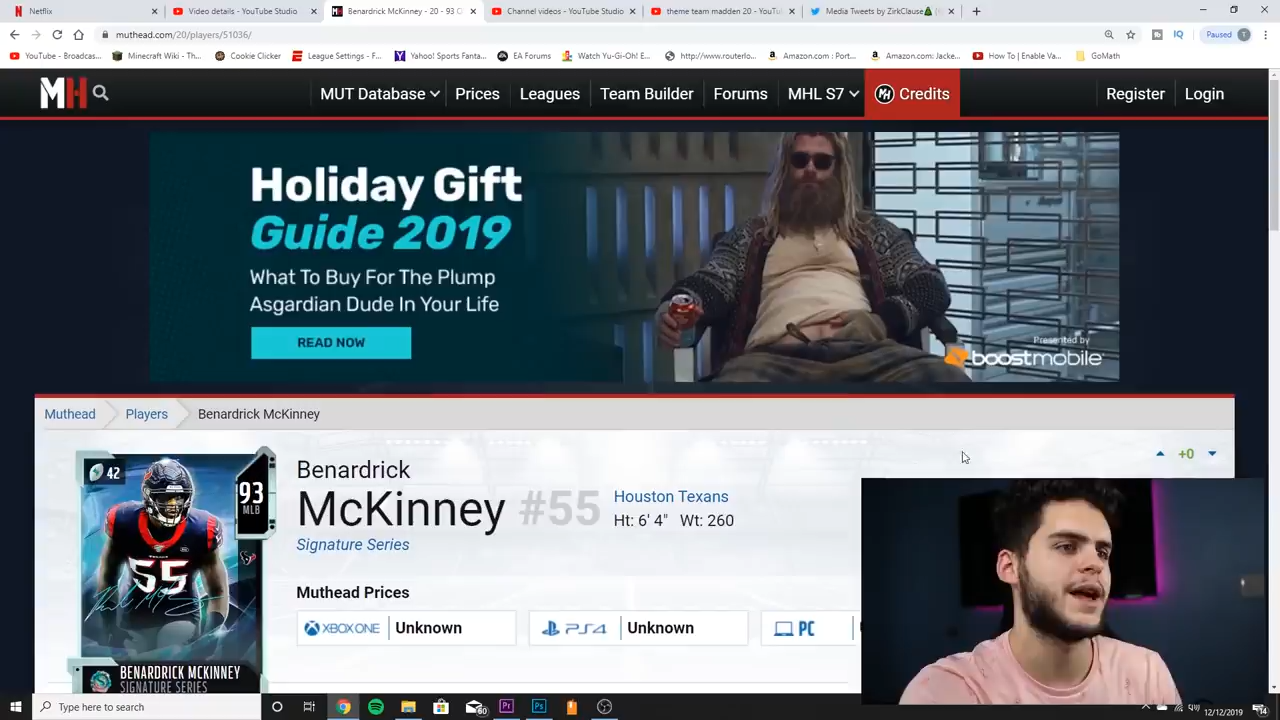 Netflix
Video details - YouTube Studio
Benardrick McKinney - 20 - 93 O
Channel videos - YouTube Studio
theme team madden 20 - YouTu
Media Tweets by ZirkClause
muthead.com/20/players/51036/
Paused
YouTube - Broadcas...
Minecraft Wiki - Th...
Cookie Clicker
League Settings - F...
Yahoo! Sports Fanta...
EA Forums
Watch Yu-Gi-Oh! E...
http://www.routerlo...
Amazon.com : Port...
Amazon.com: Jacke...
How To | Enable Va...
GoMath
MH
MUT Database
Prices
Leagues
Team Builder
Forums
MHL S7
Credits
Register
Login
Holiday Gift
Guide 2019
What To Buy For The Plump
Asgardian Dude In Your Life
READ NOW
Presented by
boostmobile
Muthead
Players
Benardrick McKinney
+0
42
93
MLB
55
BENARDRICK MCKINNEY
SIGNATURE SERIES
Benardrick
McKinney #55
Signature Series
Houston Texans
Ht: 6' 4" Wt: 260
Muthead Prices
XBOX ONE
Unknown
PS4
Unknown
PC
Type here to search
60
12/12/2019
14